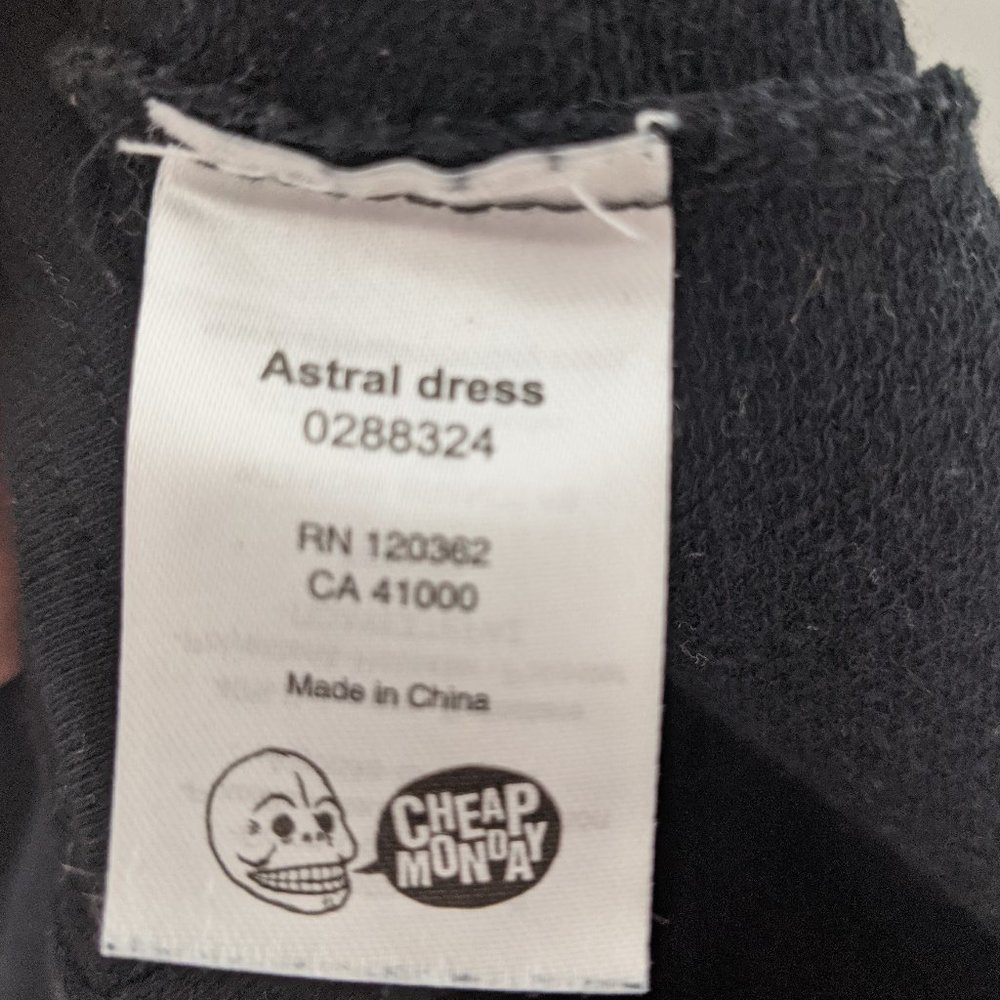 Astral dress
0288324
RN 120362
CA 41000
Made in China
CHEAP
MONDAY